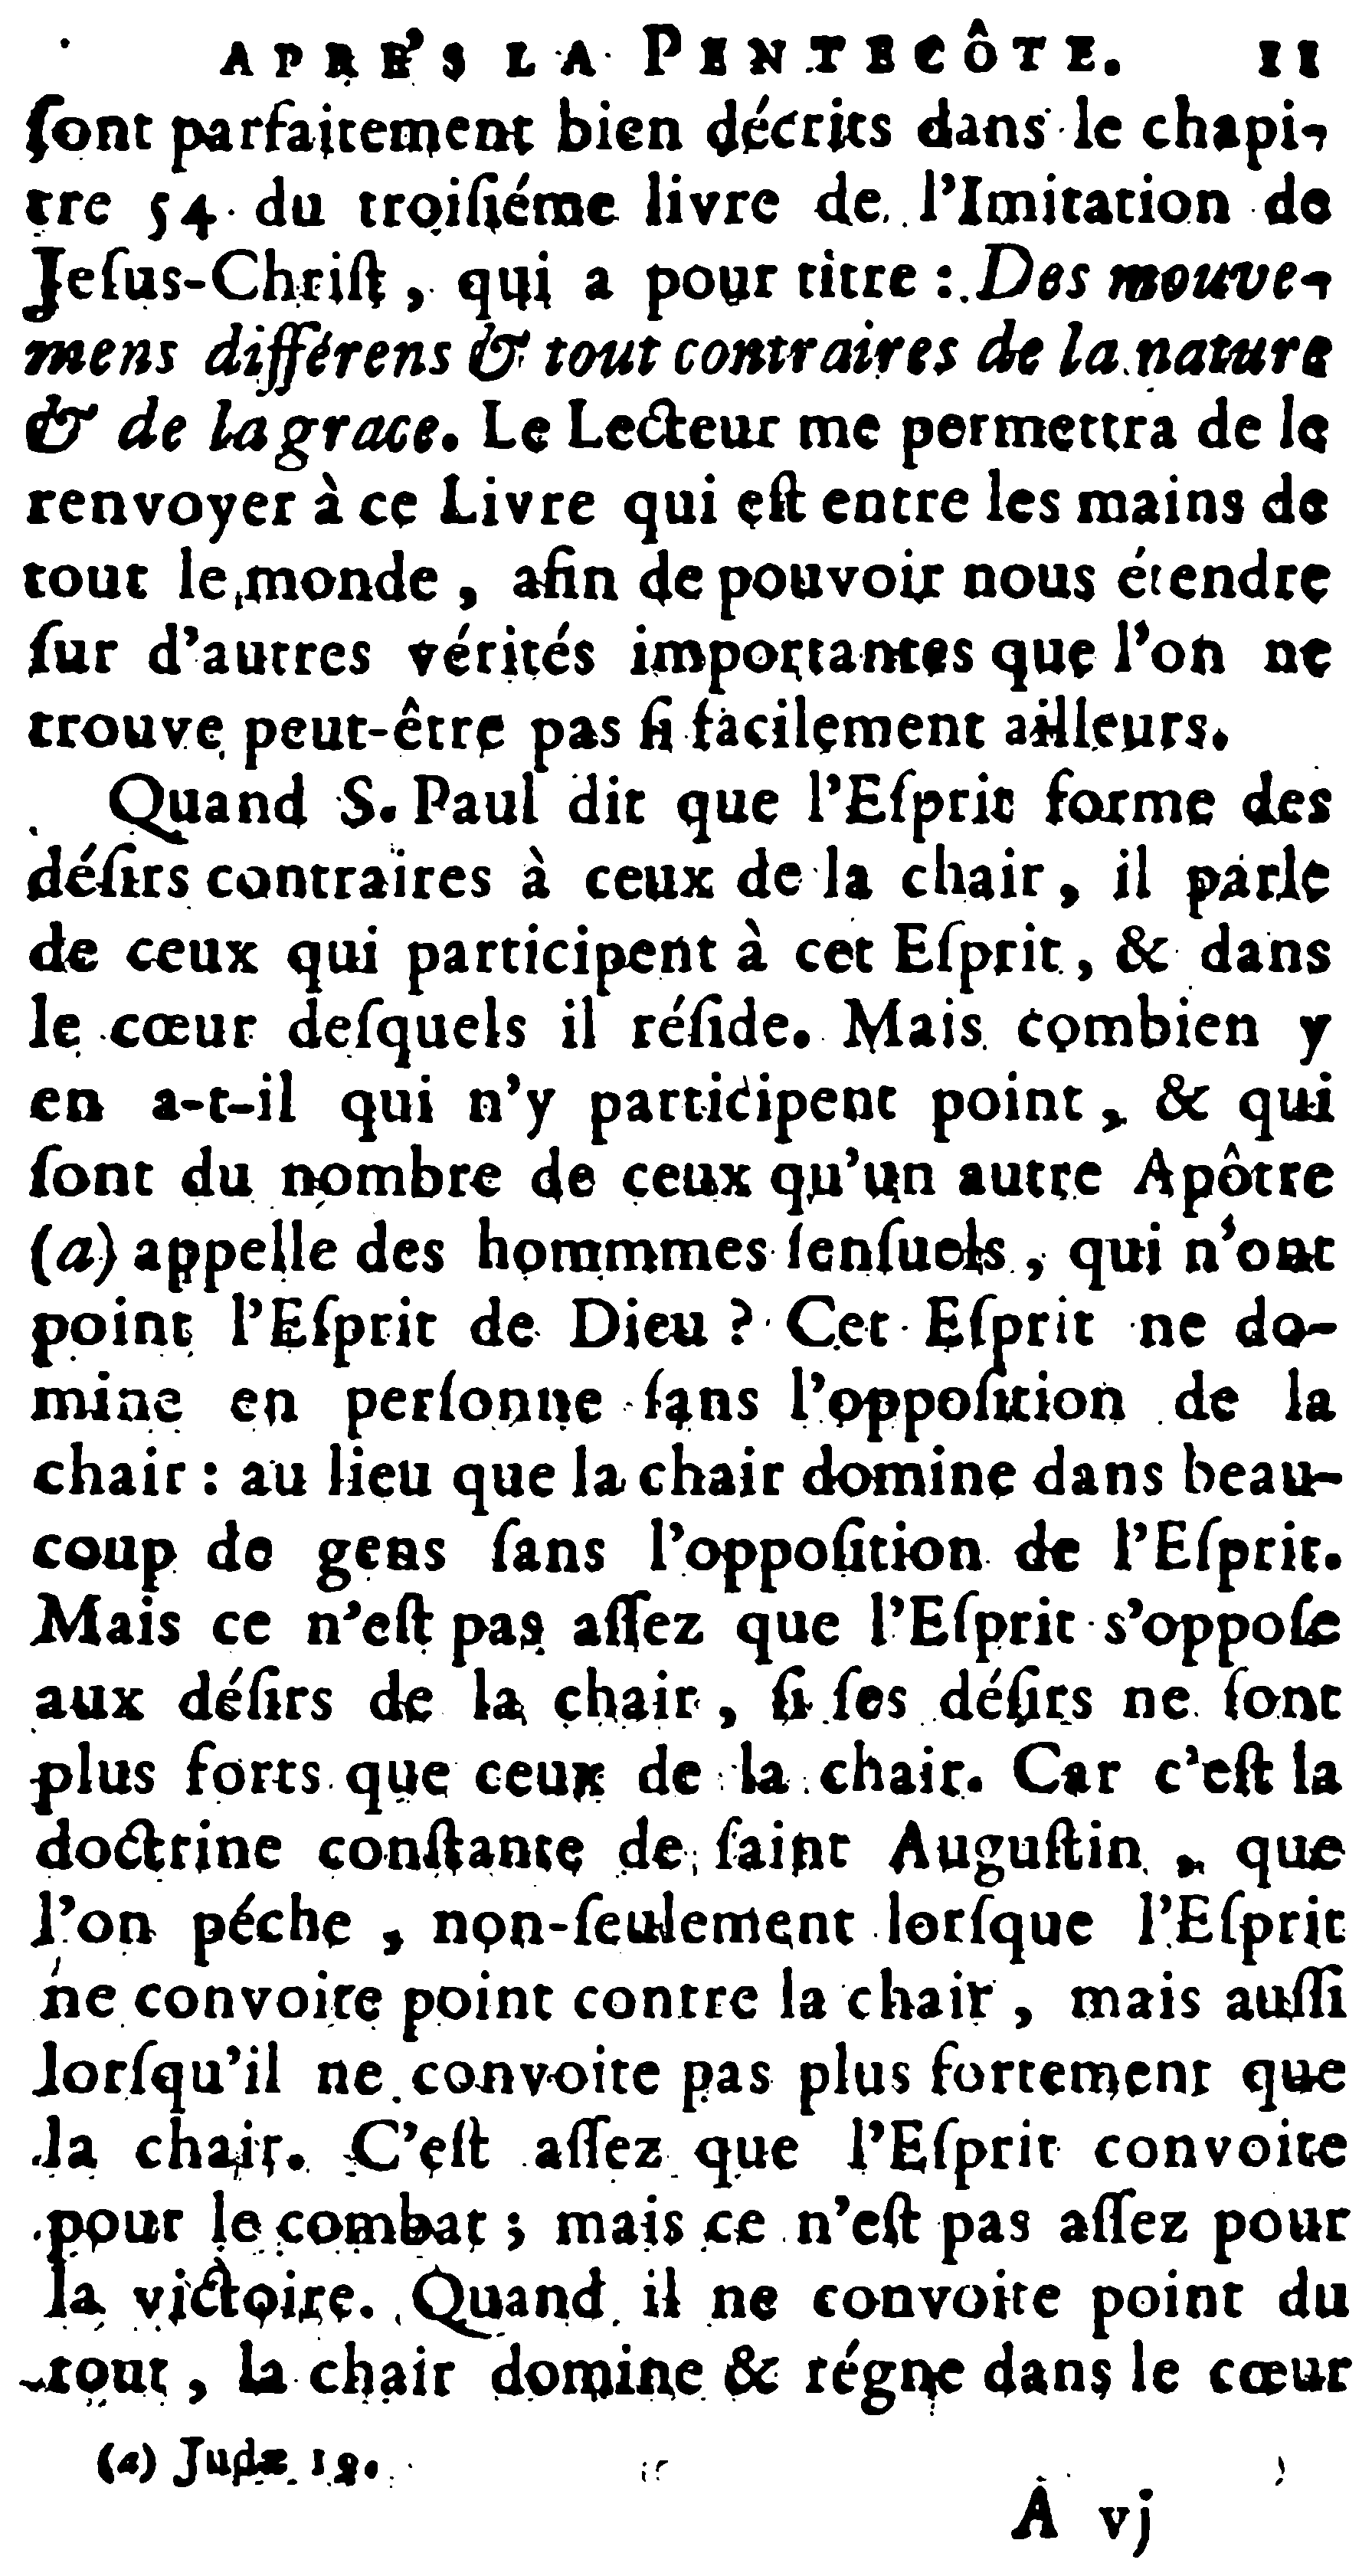 APRE'S LA PENTECÔTE. 11
ſont parfaitement bien décrits dans le chapi-
tre 54 du troiſiéme livre de l'Imitation de
Jeſus-Chriſt, qui a pour titre : Des mouve-
mens différens & tout contraires de la nature
& de la grace. Le Lecteur me permettra de le
renvoyer à ce Livre qui eſt entre les mains de
tout le monde, afin de pouvoir nous étendre
ſur d'autres vérités importantes que l'on ne
trouve peut-être pas ſi facilement ailleurs.
Quand S. Paul dit que l'Eſprit forme des
déſirs contraires à ceux de la chair, il parle
de ceux qui participent à cet Eſprit, & dans
le cœur deſquels il réſide. Mais combien y
en a-t-il qui n'y participent point, & qui
ſont du nombre de ceux qu'un autre Apôtre
(a) appelle des hommmes ſenſuels, qui n'ont
point l'Eſprit de Dieu ? Cet Eſprit ne do-
mine en perſonne ſans l'oppoſition de la
chair : au lieu que la chair domine dans beau-
coup de gens ſans l'oppoſition de l'Eſprit.
Mais ce n'eſt pas aſſez que l'Eſprit s'oppoſe
aux déſirs de la chair, ſi ſes déſirs ne ſont
plus forts que ceux de la chair. Car c'eſt la
doctrine conſtante de ſaint Auguſtin, que
l'on péche, non-ſeulement lorſque l'Eſprit
ne convoite point contre la chair, mais auſſi
lorſqu'il ne convoite pas plus fortement que
la chair. C'eſt aſſez que l'Eſprit convoite
pour le combat ; mais ce n'eſt pas aſſez pour
la victoire. Quand il ne convoite point du
tout, la chair domine & régne dans le cœur
(a) Judæ 19.
A vj